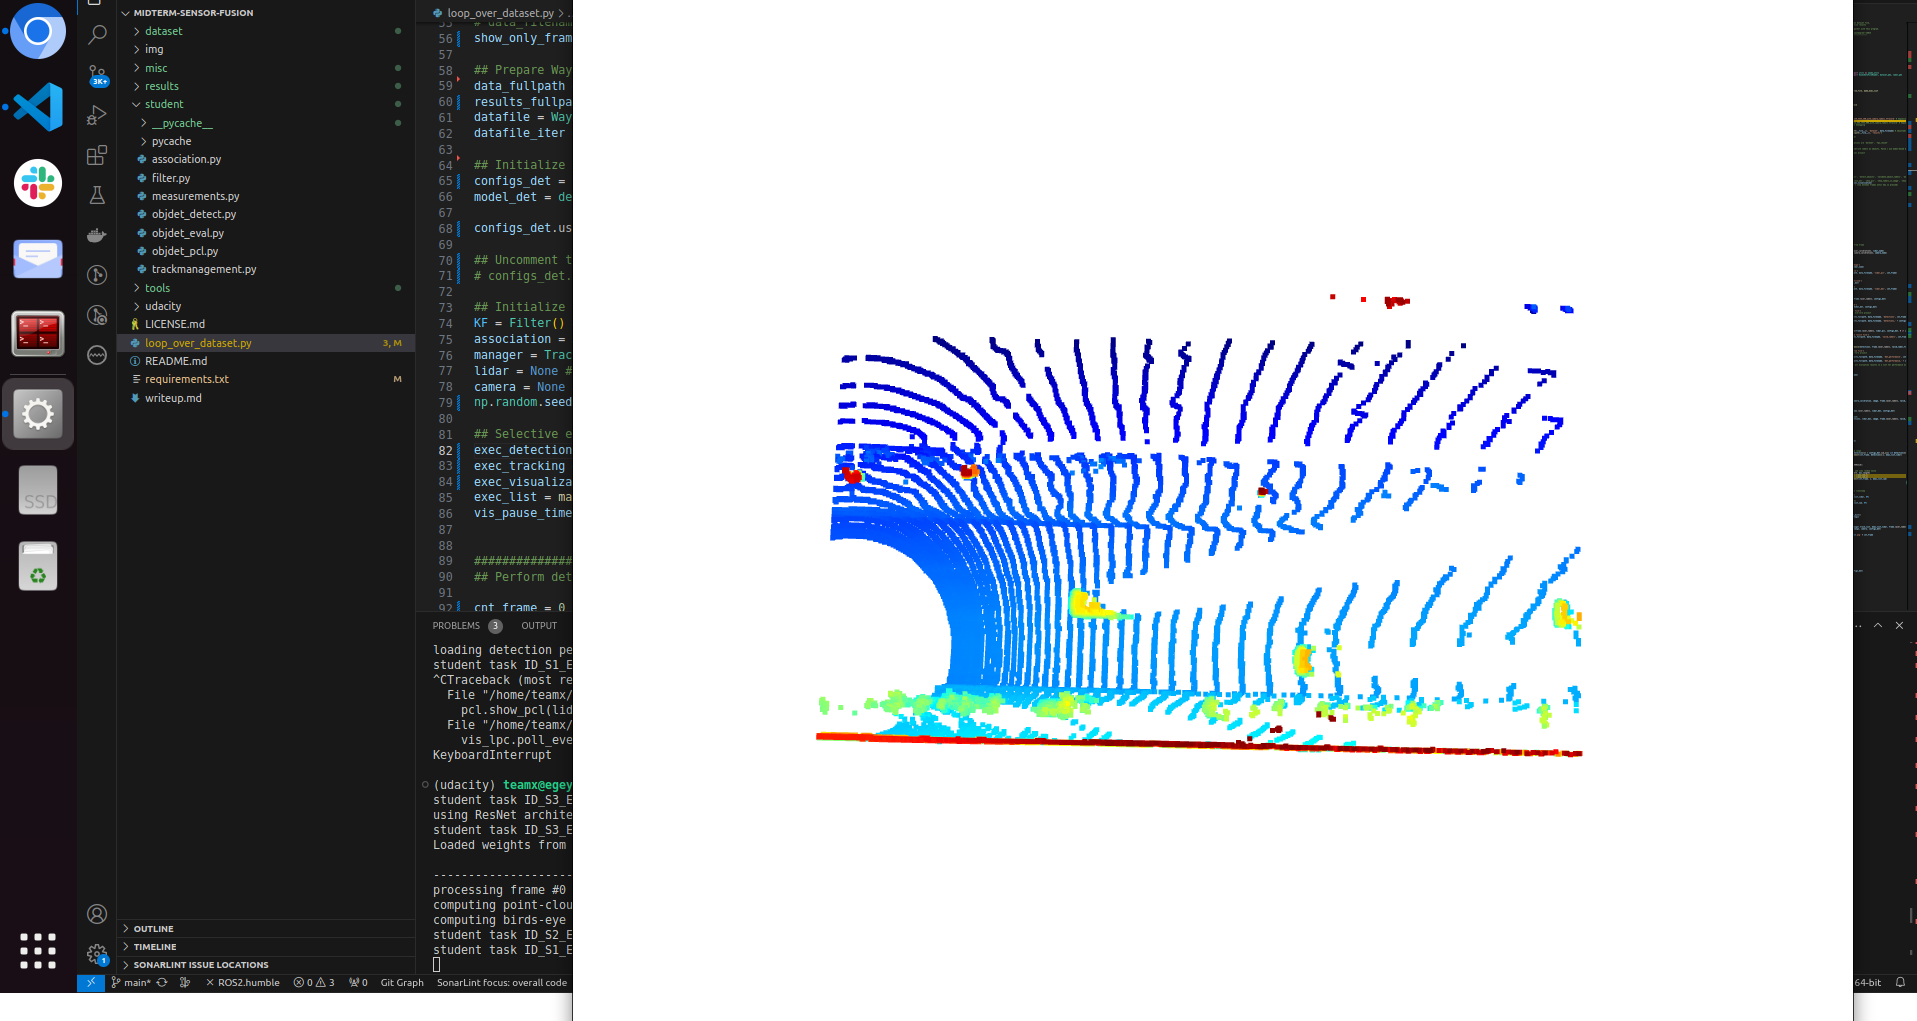 MIDTERM-SENSOR-FUSION
dataset
img
misc
results
student
__pycache__
pycache
association.py
filter.py
measurements.py
objdet_detect.py
objdet_eval.py
objdet_pcl.py
trackmanagement.py
tools
udacity
LICENSE.md
loop_over_dataset.py 3, M
README.md
requirements.txt M
writeup.md
OUTLINE
TIMELINE
SONARLINT ISSUE LOCATIONS
3K+
1
SSD
loop_over_dataset.py > .
56 show_only_fram
57
58 ## Prepare Way
59 data_fullpath
60 results_fullpa
61 datafile = Way
62 datafile_iter
63
64 ## Initialize
65 configs_det =
66 model_det = de
67
68 configs_det.us
69
70 ## Uncomment t
71 # configs_det.
72
73 ## Initialize
74 KF = Filter()
75 association =
76 manager = Trac
77 lidar = None #
78 camera = None
79 np.random.seed
80
81 ## Selective e
82 exec_detection
83 exec_tracking
84 exec_visualiza
85 exec_list = ma
86 vis_pause_time
87
88
89 ##############
90 ## Perform det
91
92 cnt_frame = 0
PROBLEMS 3 OUTPUT
loading detection pe
student task ID_S1_E
^CTraceback (most re
File "/home/teamx/
pcl.show_pcl(lid
File "/home/teamx/
vis_lpc.poll_eve
KeyboardInterrupt
(udacity) teamx@egey
student task ID_S3_E
using ResNet archite
student task ID_S3_E
Loaded weights from
---------------------
processing frame #0
computing point-clou
computing birds-eye
student task ID_S2_E
student task ID_S1_E
main* ROS2.humble 0 3 0 Git Graph SonarLint focus: overall code
64-bit